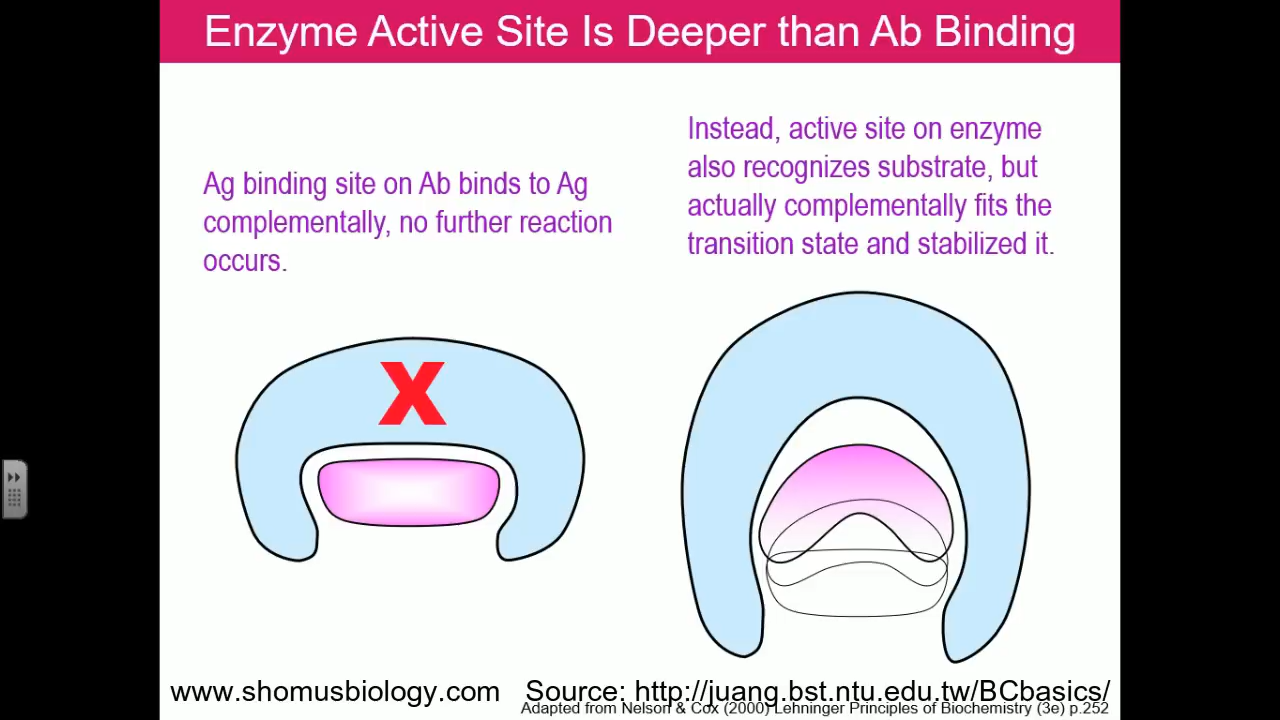 Enzyme Active Site Is Deeper than Ab Binding
Ag binding site on Ab binds to Ag
complementally, no further reaction
occurs.
Instead, active site on enzyme
also recognizes substrate, but
actually complementally fits the
transition state and stabilized it.
X
www.shomusbiology.com
Source: http://juang.bst.ntu.edu.tw/BCbasics/
Adapted from Nelson & Cox (2000) Lehninger Principles of Biochemistry (3e) p.252